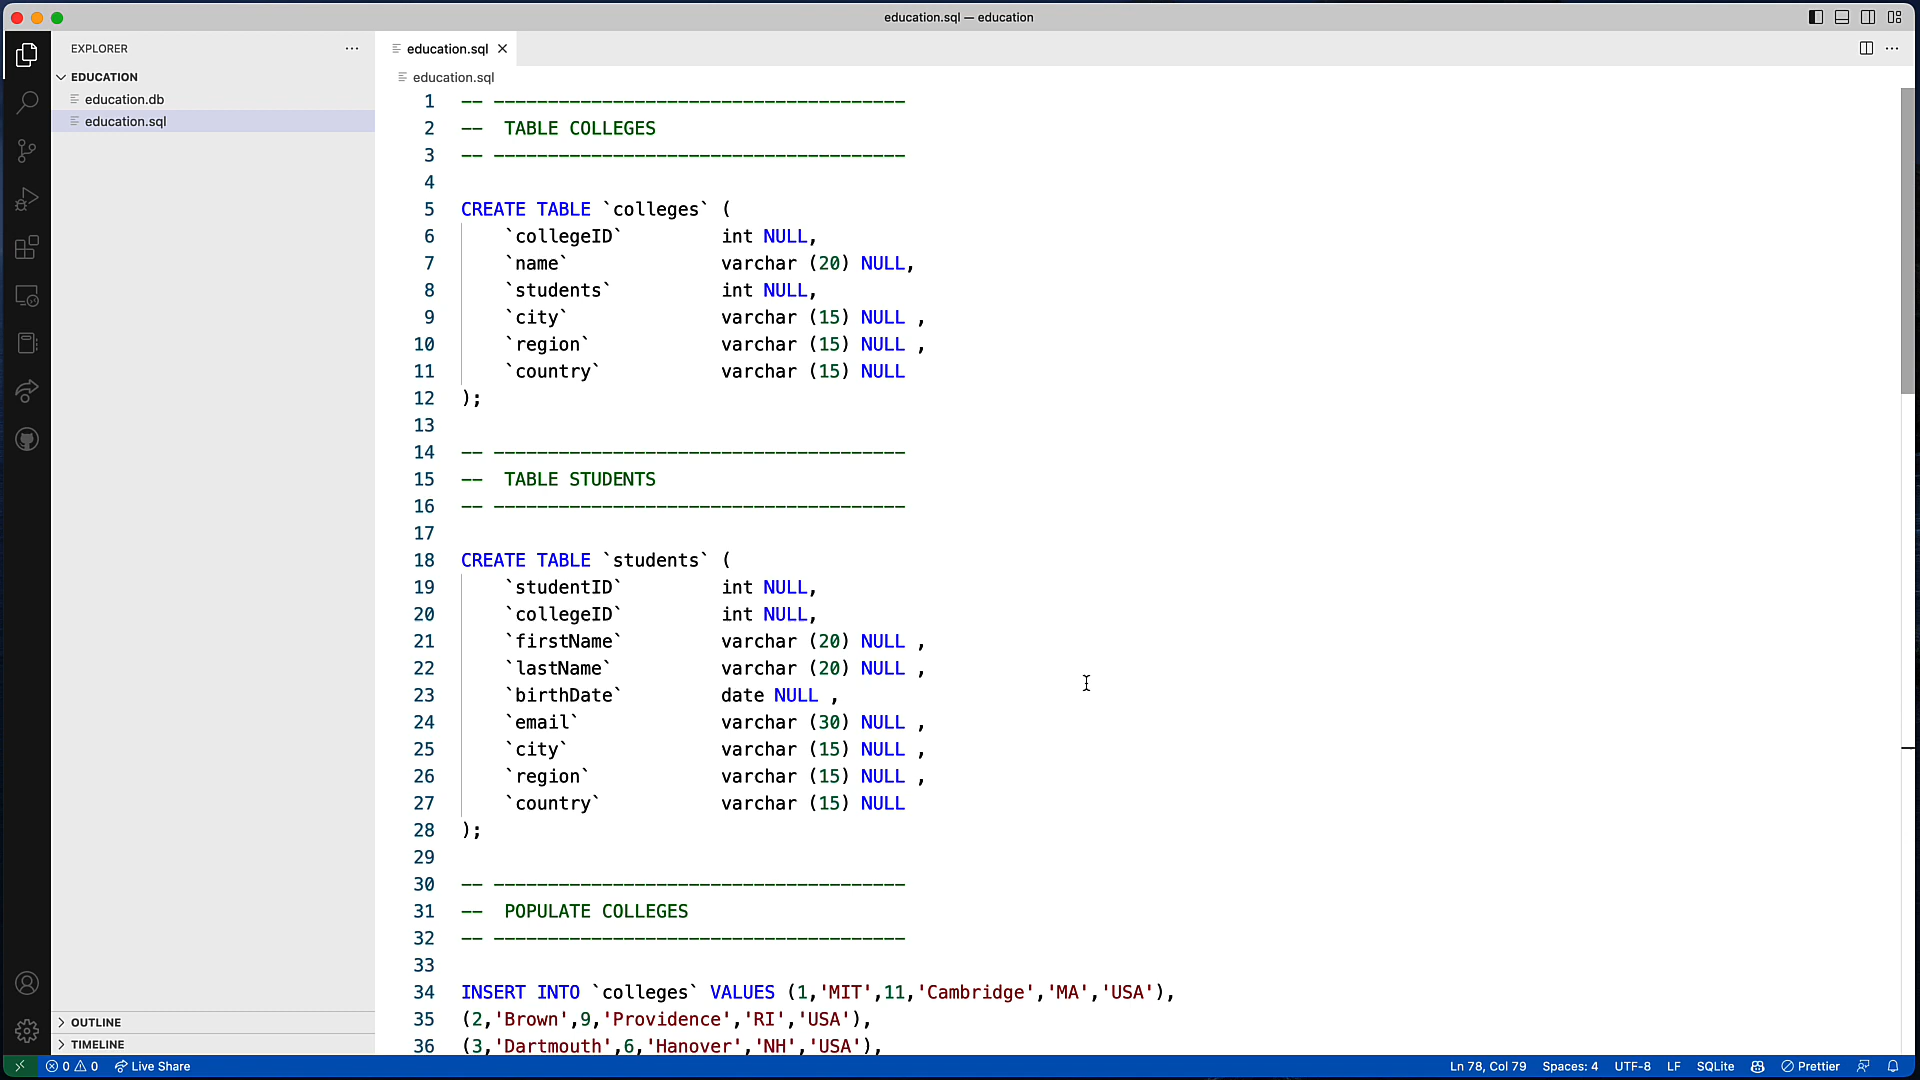 education.sql — education
EXPLORER
EDUCATION
education.db
education.sql
OUTLINE
TIMELINE
education.sql
education.sql
1 -- --------------------------------------
2 --  TABLE COLLEGES
3 -- --------------------------------------
4
5 CREATE TABLE `colleges` (
6     `collegeID`         int NULL,
7     `name`              varchar (20) NULL,
8     `students`          int NULL,
9     `city`              varchar (15) NULL ,
10     `region`            varchar (15) NULL ,
11     `country`           varchar (15) NULL
12 );
13
14 -- --------------------------------------
15 --  TABLE STUDENTS
16 -- --------------------------------------
17
18 CREATE TABLE `students` (
19     `studentID`         int NULL,
20     `collegeID`         int NULL,
21     `firstName`         varchar (20) NULL ,
22     `lastName`          varchar (20) NULL ,
23     `birthDate`         date NULL ,
24     `email`             varchar (30) NULL ,
25     `city`              varchar (15) NULL ,
26     `region`            varchar (15) NULL ,
27     `country`           varchar (15) NULL
28 );
29
30 -- --------------------------------------
31 --  POPULATE COLLEGES
32 -- --------------------------------------
33
34 INSERT INTO `colleges` VALUES (1,'MIT',11,'Cambridge','MA','USA'),
35 (2,'Brown',9,'Providence','RI','USA'),
36 (3,'Dartmouth',6,'Hanover','NH','USA'),
0 0 Live Share Ln 78, Col 79 Spaces: 4 UTF-8 LF SQLite Prettier